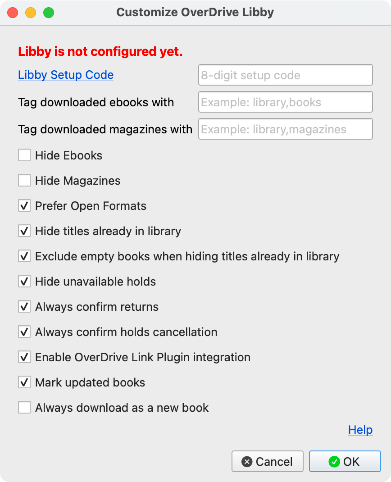 Customize OverDrive Libby
Libby is not configured yet.
Libby Setup Code 8-digit setup code
Tag downloaded ebooks with Example: library,books
Tag downloaded magazines with Example: library,magazines
Hide Ebooks
Hide Magazines
Prefer Open Formats
Hide titles already in library
Exclude empty books when hiding titles already in library
Hide unavailable holds
Always confirm returns
Always confirm holds cancellation
Enable OverDrive Link Plugin integration
Mark updated books
Always download as a new book
Help
Cancel OK